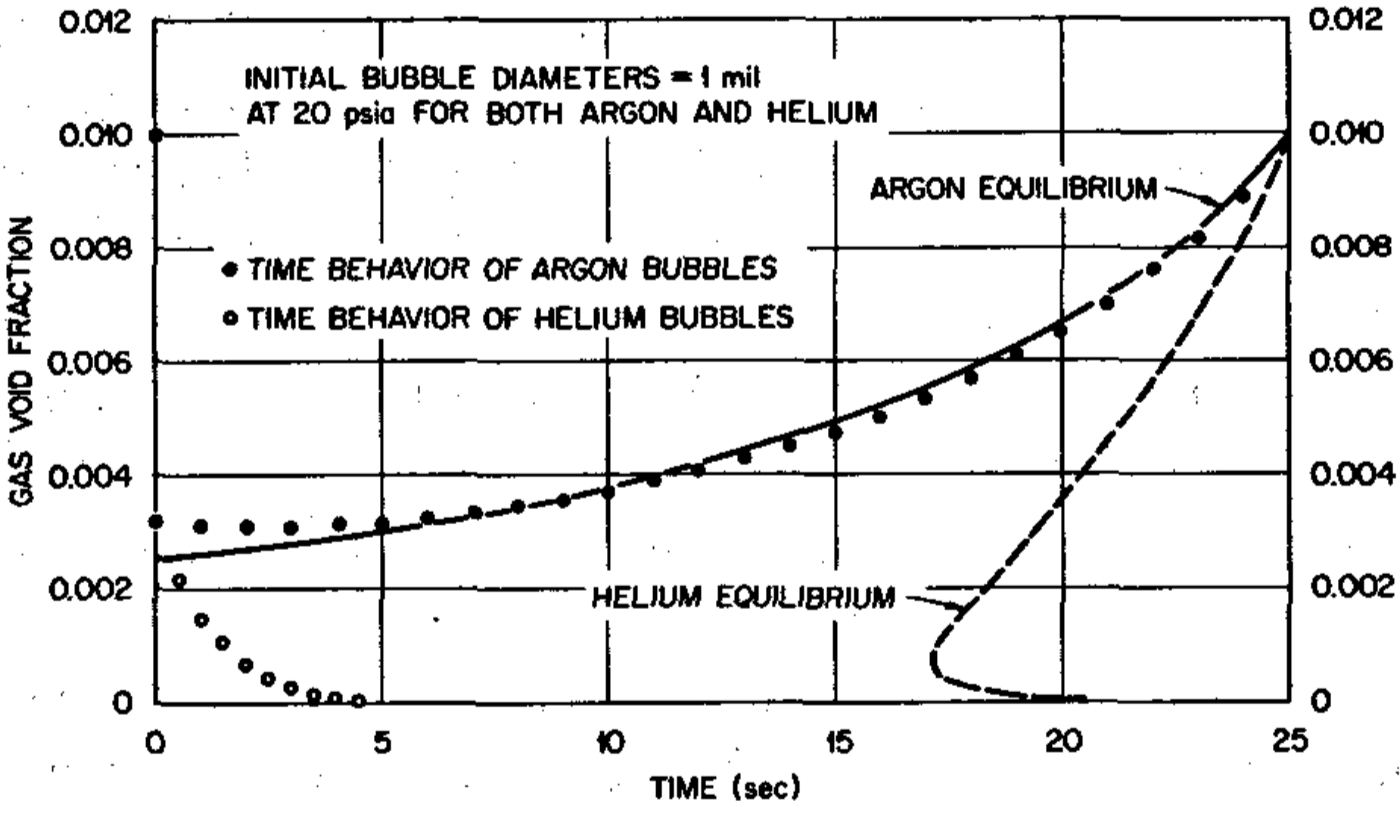 0.012
0.010
0.008
0.006
0.004
0.002
0
GAS VOID FRACTION
INITIAL BUBBLE DIAMETERS = 1 mil
AT 20 psia FOR BOTH ARGON AND HELIUM
ARGON EQUILIBRIUM
TIME BEHAVIOR OF ARGON BUBBLES
TIME BEHAVIOR OF HELIUM BUBBLES
HELIUM EQUILIBRIUM
0.012
0.010
0.008
0.006
0.004
0.002
0
0 5 10 15 20 25
TIME (sec)